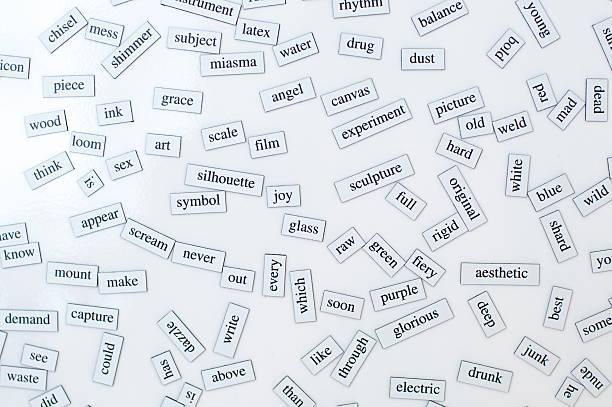 chisel
mess
shimmer
instrument
latex
rhythm
balance
young
bold
subject
miasma
water
drug
dust
icon
piece
grace
angel
canvas
experiment
picture
red
mad
dead
wood
ink
loom
art
scale
film
old
weld
hard
think
is
sex
silhouette
symbol
joy
sculpture
full
original
rigid
white
blue
wild
shard
appear
scream
never
out
glass
raw
green
fiery
aesthetic
know
mount
make
every
which
soon
purple
glorious
deep
best
some
demand
capture
could
dazzle
write
like
through
junk
nude
he
see
waste
has
above
is
did
than
electric
drunk